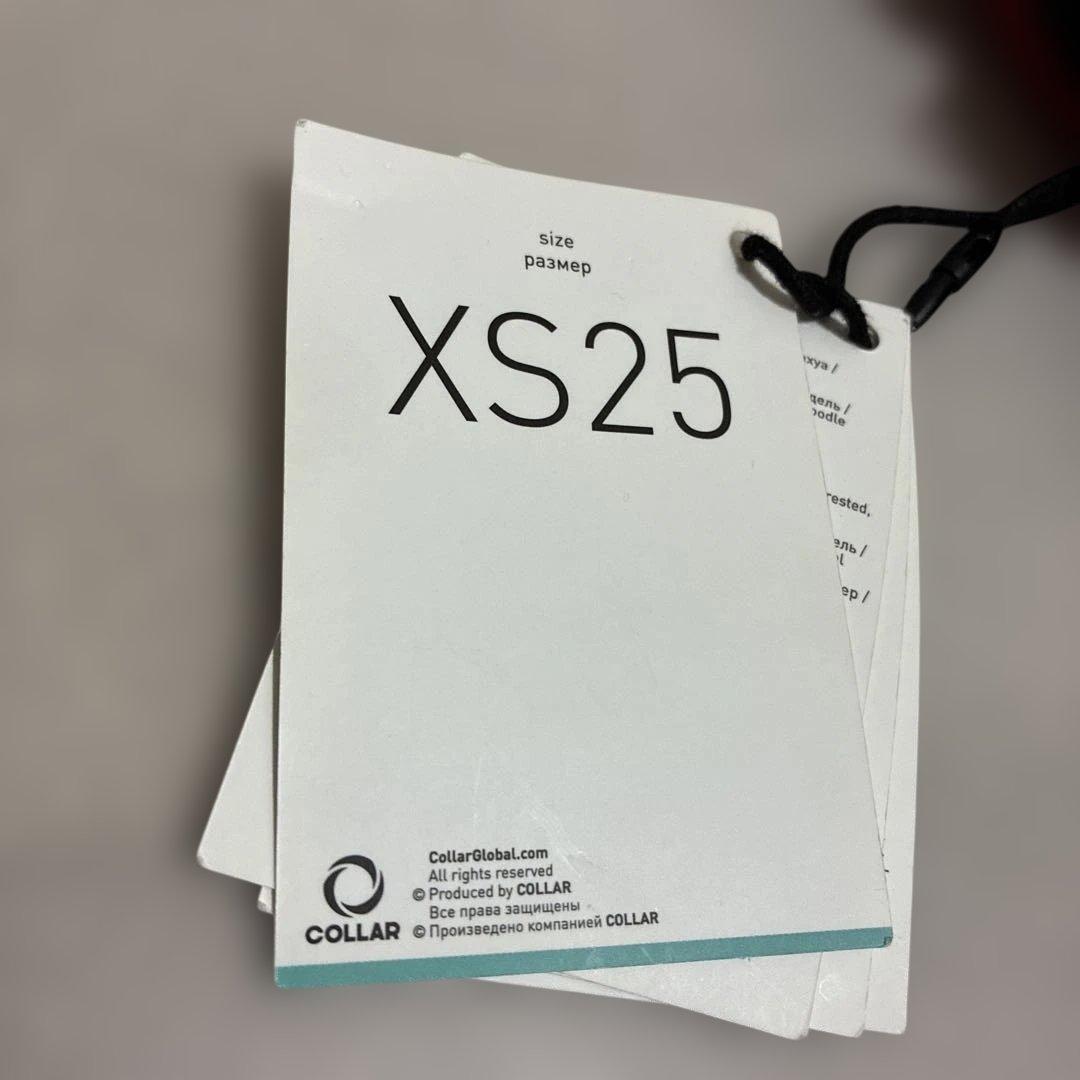 size
размер
XS25
CollarGlobal.com
All rights reserved
© Produced by COLLAR
Все права защищены
© Произведено компанией COLLAR
COLLAR